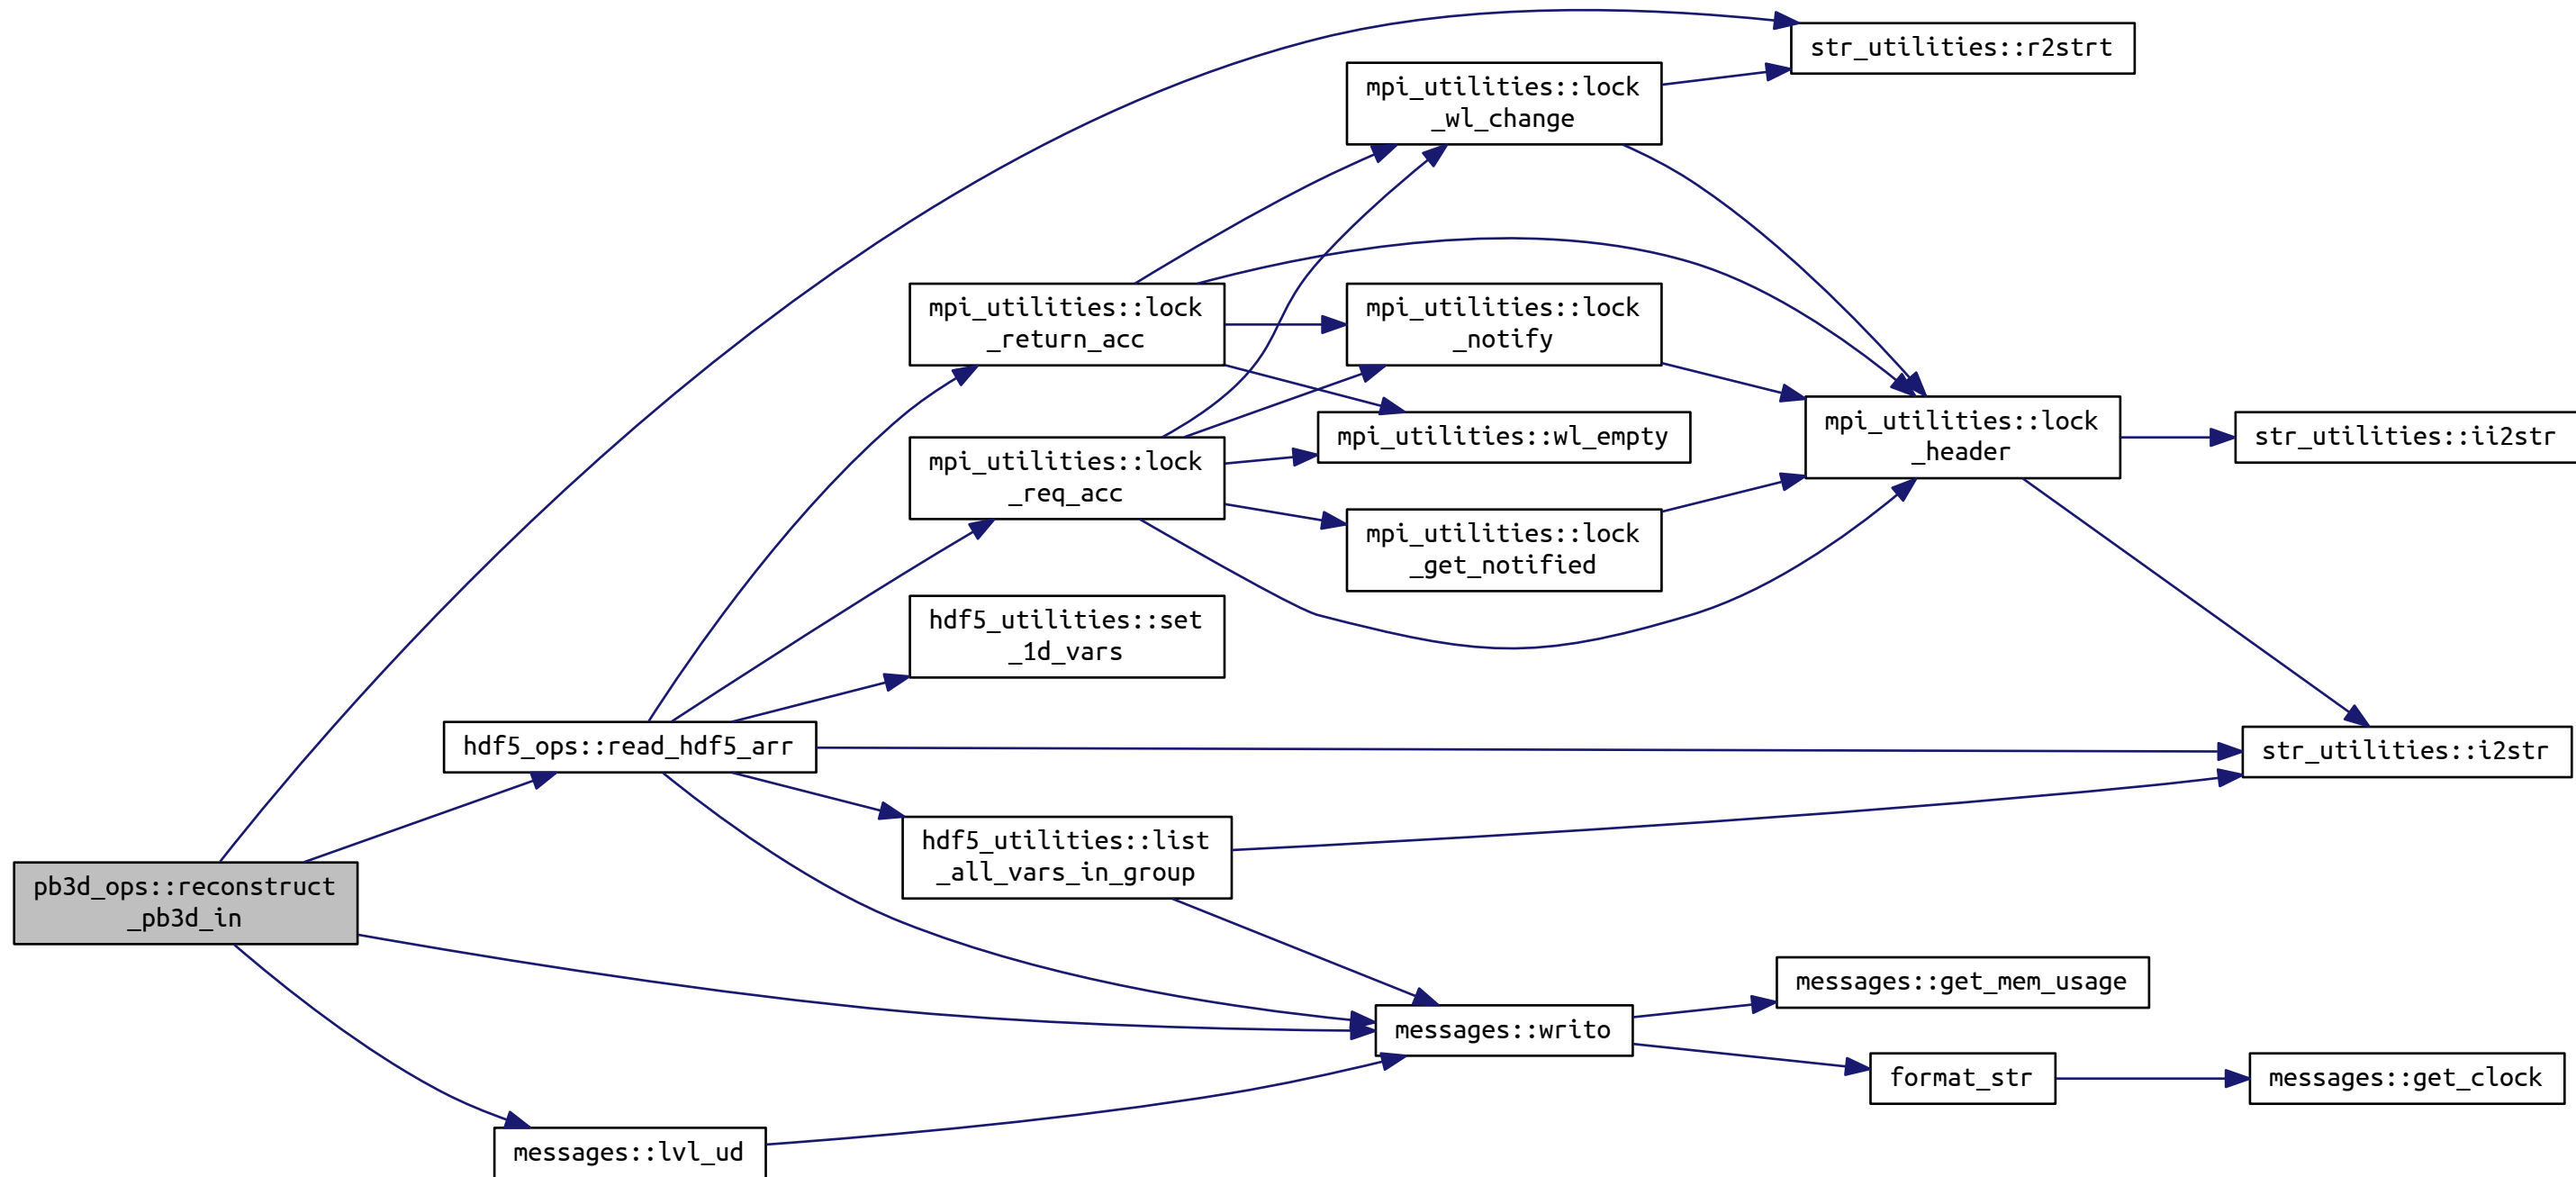 str_utilities::r2strt
mpi_utilities::lock
_wl_change
mpi_utilities::lock
_return_acc
mpi_utilities::lock
_notify
mpi_utilities::lock
_header
mpi_utilities::wl_empty
str_utilities::ii2str
mpi_utilities::lock
_req_acc
mpi_utilities::lock
_get_notified
hdf5_utilities::set
_1d_vars
hdf5_ops::read_hdf5_arr
str_utilities::i2str
hdf5_utilities::list
_all_vars_in_group
pb3d_ops::reconstruct
_pb3d_in
messages::get_mem_usage
messages::writo
format_str
messages::get_clock
messages::lvl_ud